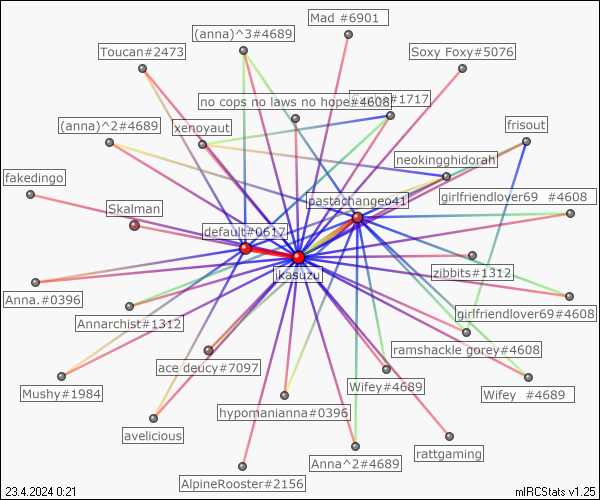 Mad #6901
(anna)^3#4689
Toucan#2473
Soxy Foxy#5076
no cops no laws no hope#4608
#1717
(anna)^2#4689
xenoyaut
frisout
neokingghidorah
fakedingo
pastachangeo41
girlfriendlover69 #4608
Skalman
default#0617
ikasuzu
zibbits#1312
Anna.#0396
girlfriendlover69#4608
Annarchist#1312
ramshackle gorey#4608
ace deucy#7097
Mushy#1984
Wifey#4689
Wifey #4689
hypomanianna#0396
avelicious
rattgaming
Anna^2#4689
AlpineRooster#2156
23.4.2024 0:21
mIRCStats v1.25